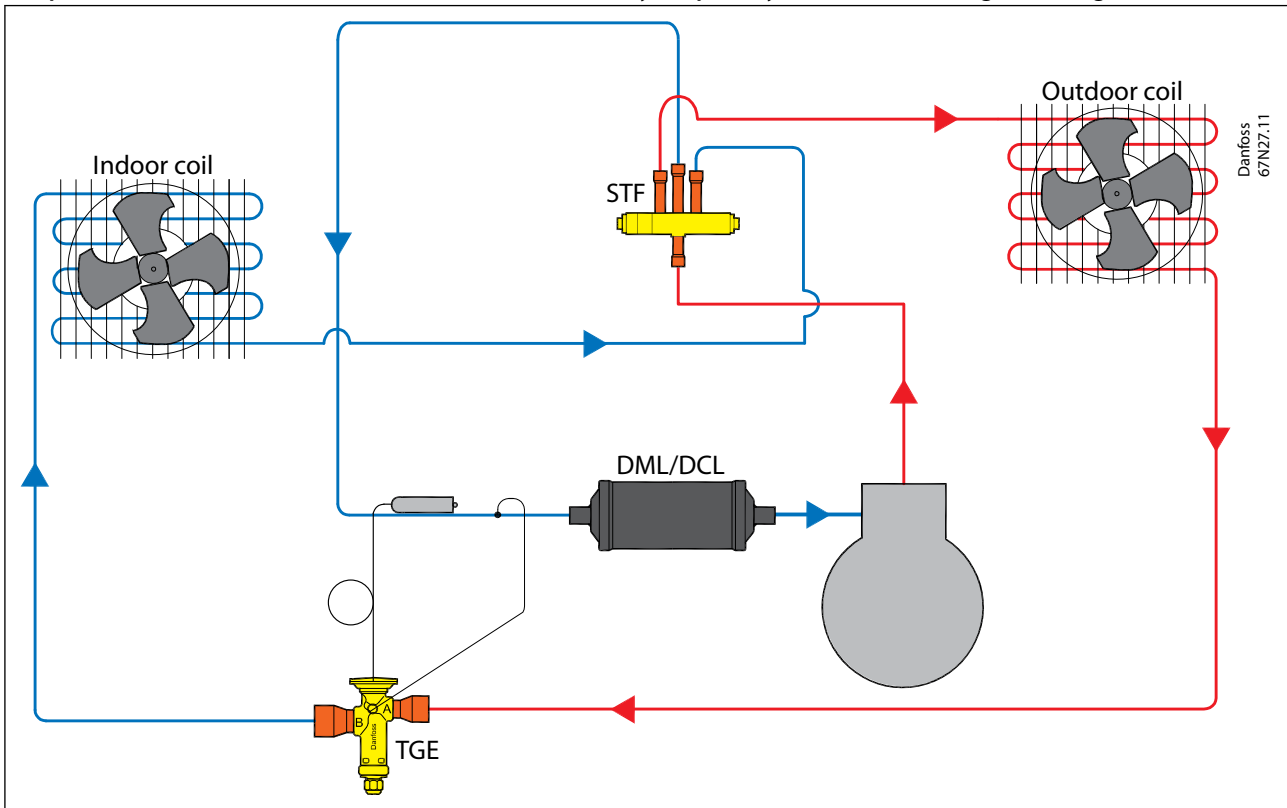 Outdoor coil
Danfoss
67N27.11
Indoor coil
STF
DML/DCL
B
A
Danfoss
TGE